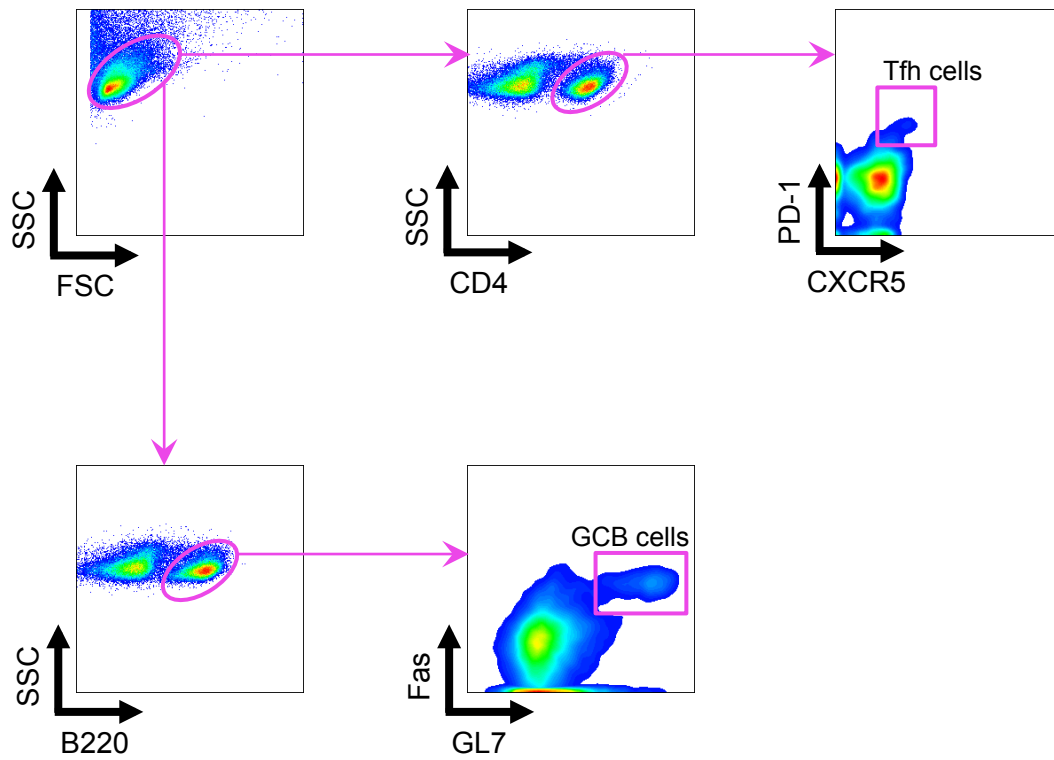 SSC
FSC
SSC
CD4
Tfh cells
PD-1
CXCR5
SSC
B220
GCB cells
Fas
GL7